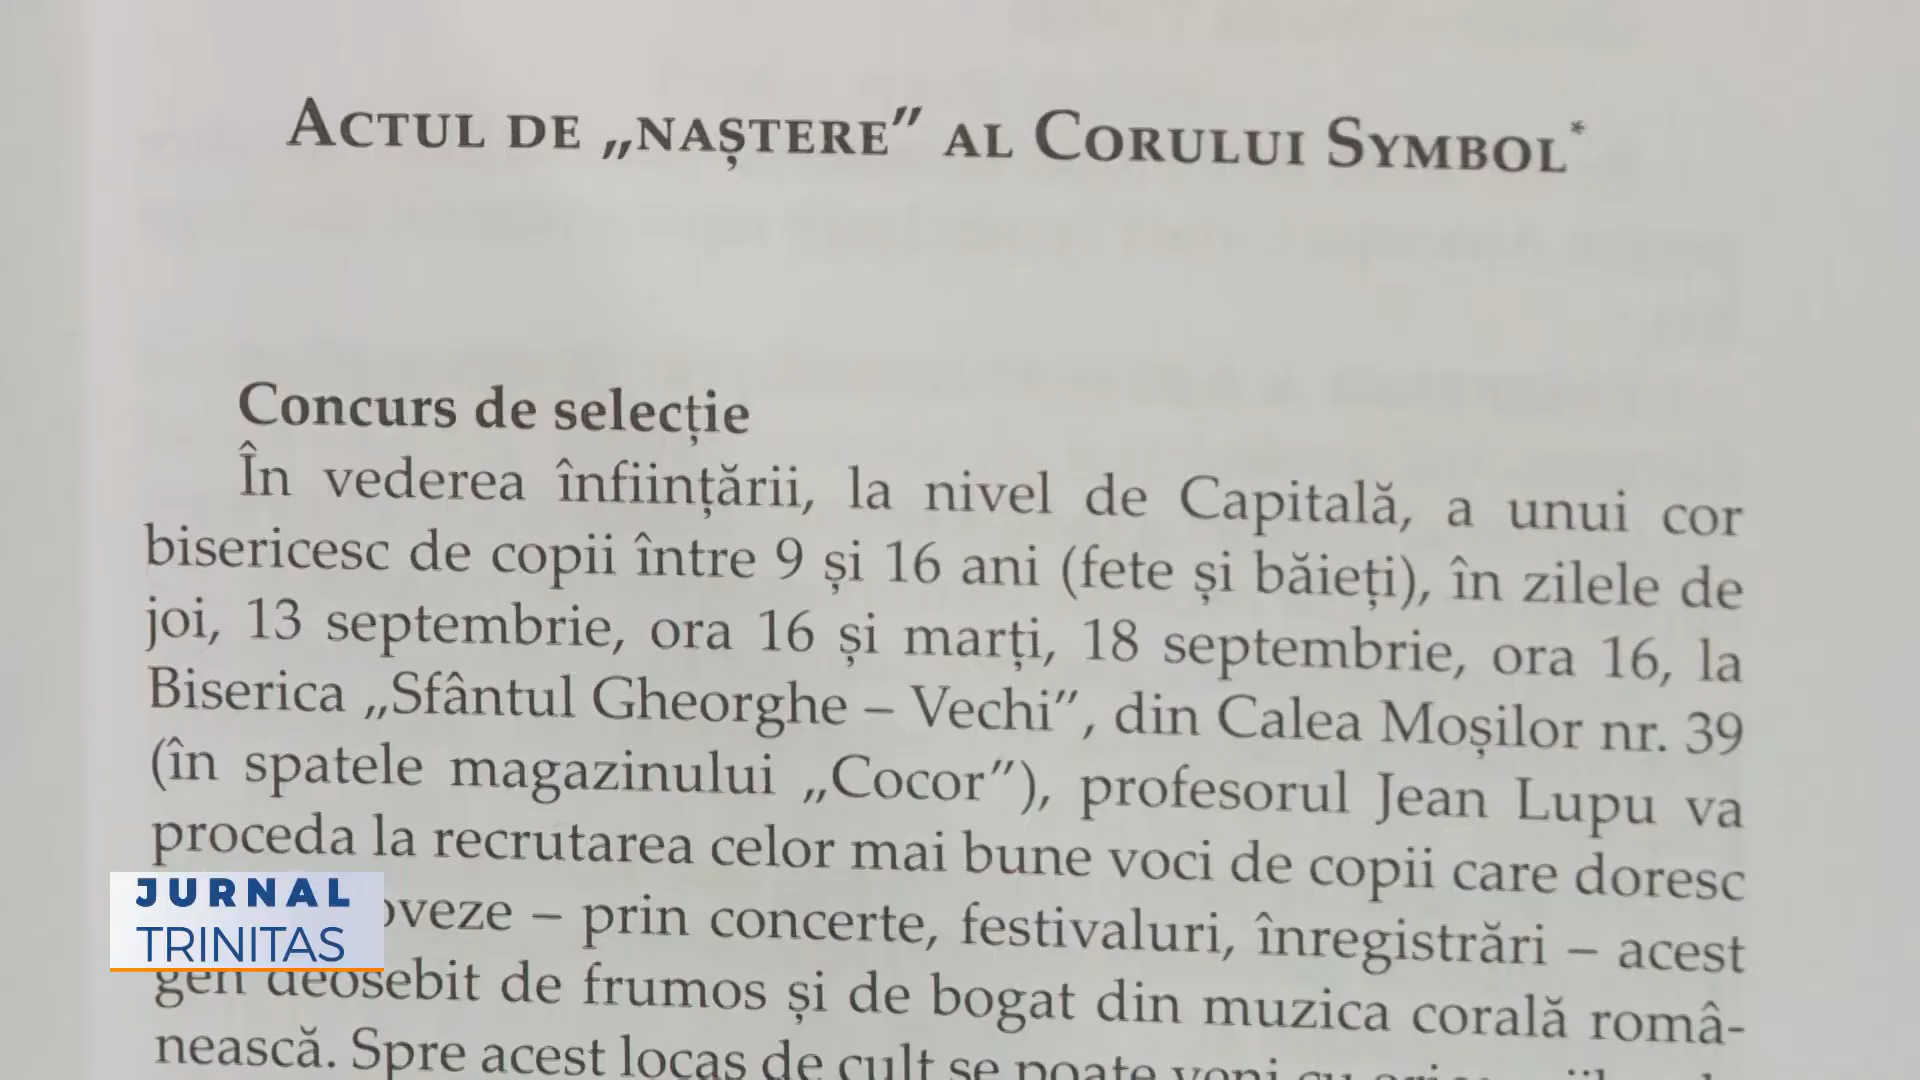 ACTUL DE „NAȘTERE” AL CORULUI SYMBOL*
Concurs de selecție
În vederea înființării, la nivel de Capitală, a unui cor
bisericesc de copii între 9 și 16 ani (fete și băieți), în zilele de
joi, 13 septembrie, ora 16 și marți, 18 septembrie, ora 16, la
Biserica „Sfântul Gheorghe – Vechi”, din Calea Moșilor nr. 39
(în spatele magazinului „Cocor”), profesorul Jean Lupu va
proceda la recrutarea celor mai bune voci de copii care doresc
– prin concerte, festivaluri, înregistrări – acest
gen deosebit de frumos și de bogat din muzica corală româ-
nească. Spre acest locaș de cult se poate veni cu
JURNAL
TRINITAS